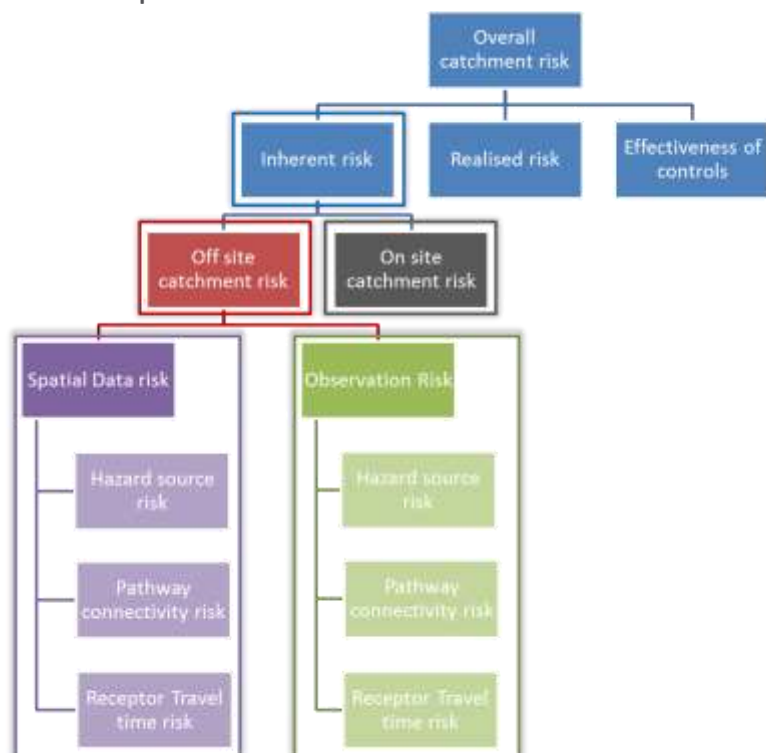 Overall
catchment risk
Inherent risk
Realised risk
Effectiveness of
controls
Off site
catchment risk
On site
catchment risk
Spatial Data risk
Observation Risk
Hazard source
risk
Hazard source
risk
Pathway
connectivity risk
Pathway
connectivity risk
Receptor Travel
time risk
Receptor Travel
time risk